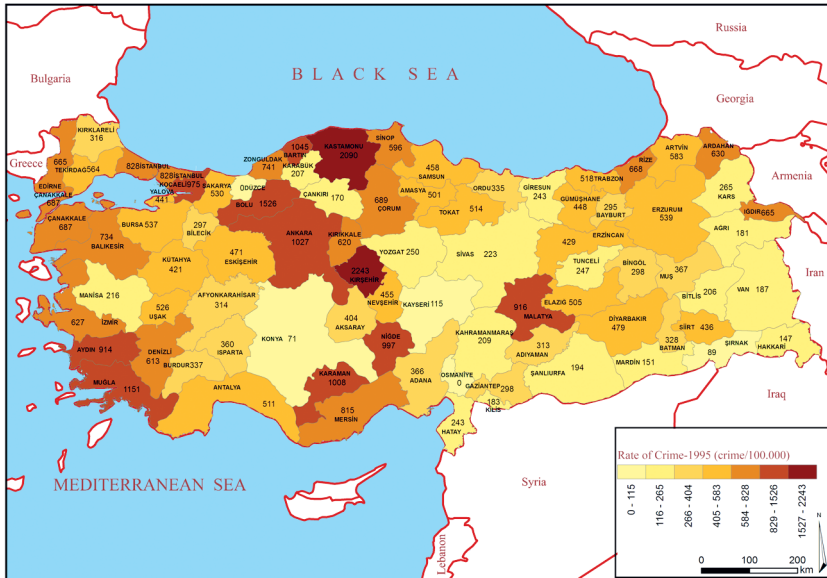 Russia
Bulgaria
BLACK SEA
Georgia
Greece
Armenia
Iran
Iraq
Syria
Lebanon
MEDITERRANEAN SEA
KIRKLARELİ
316
665
TEKİRDAĞ 564
EDİRNE
ÇANAKKALE
687
828 İSTANBUL
828 İSTANBUL
KOCAELİ 975
YALOVA
441
SAKARYA
530
DÜZCE
BOLU 1526
ZONGULDAK
741
1045
BARTIN
KARABÜK
207
KASTAMONU
2090
SİNOP
596
ÇANKIRI
170
458
SAMSUN
AMASYA
501
ORDU 335
GİRESUN
243
518 TRABZON
RİZE
668
ARTVİN
583
ARDAHAN
630
265
KARS
IĞDIR 665
ÇANAKKALE
687
734
BALIKESİR
BURSA 537
297
BİLECİK
KÜTAHYA
421
471
ESKİŞEHİR
ANKARA
1027
KIRIKKALE
620
689
ÇORUM
TOKAT 514
YOZGAT 250
SİVAS
223
GÜMÜŞHANE
448
295
BAYBURT
ERZURUM
539
ERZİNCAN
429
AĞRI
181
TUNCELİ
247
BİNGÖL
298
367
MUŞ
BİTLİS 206
VAN
187
MANİSA 216
526
UŞAK
AFYONKARAHİSAR
314
2243
KIRŞEHİR
455
NEVŞEHİR
KAYSERİ 115
404
AKSARAY
916
MALATYA
ELAZIĞ 505
DİYARBAKIR
479
SİİRT 436
328
BATMAN
ŞIRNAK
89
147
HAKKARİ
627
İZMİR
AYDIN 914
DENİZLİ
613
360
ISPARTA
BURDUR 337
KONYA
71
NİĞDE
997
KAHRAMANMARAŞ
209
313
ADIYAMAN
MARDİN 151
194
ŞANLIURFA
MUĞLA
1151
ANTALYA
511
KARAMAN
1008
815
MERSİN
366
ADANA
OSMANİYE
0
GAZİANTEP
298
183
KİLİS
243
HATAY
Rate of Crime-1995 (crime/100.000)
0 - 115
116 - 265
266 - 404
405 - 583
584 - 828
829 - 1526
1527 - 2243
N
0 100 200
km